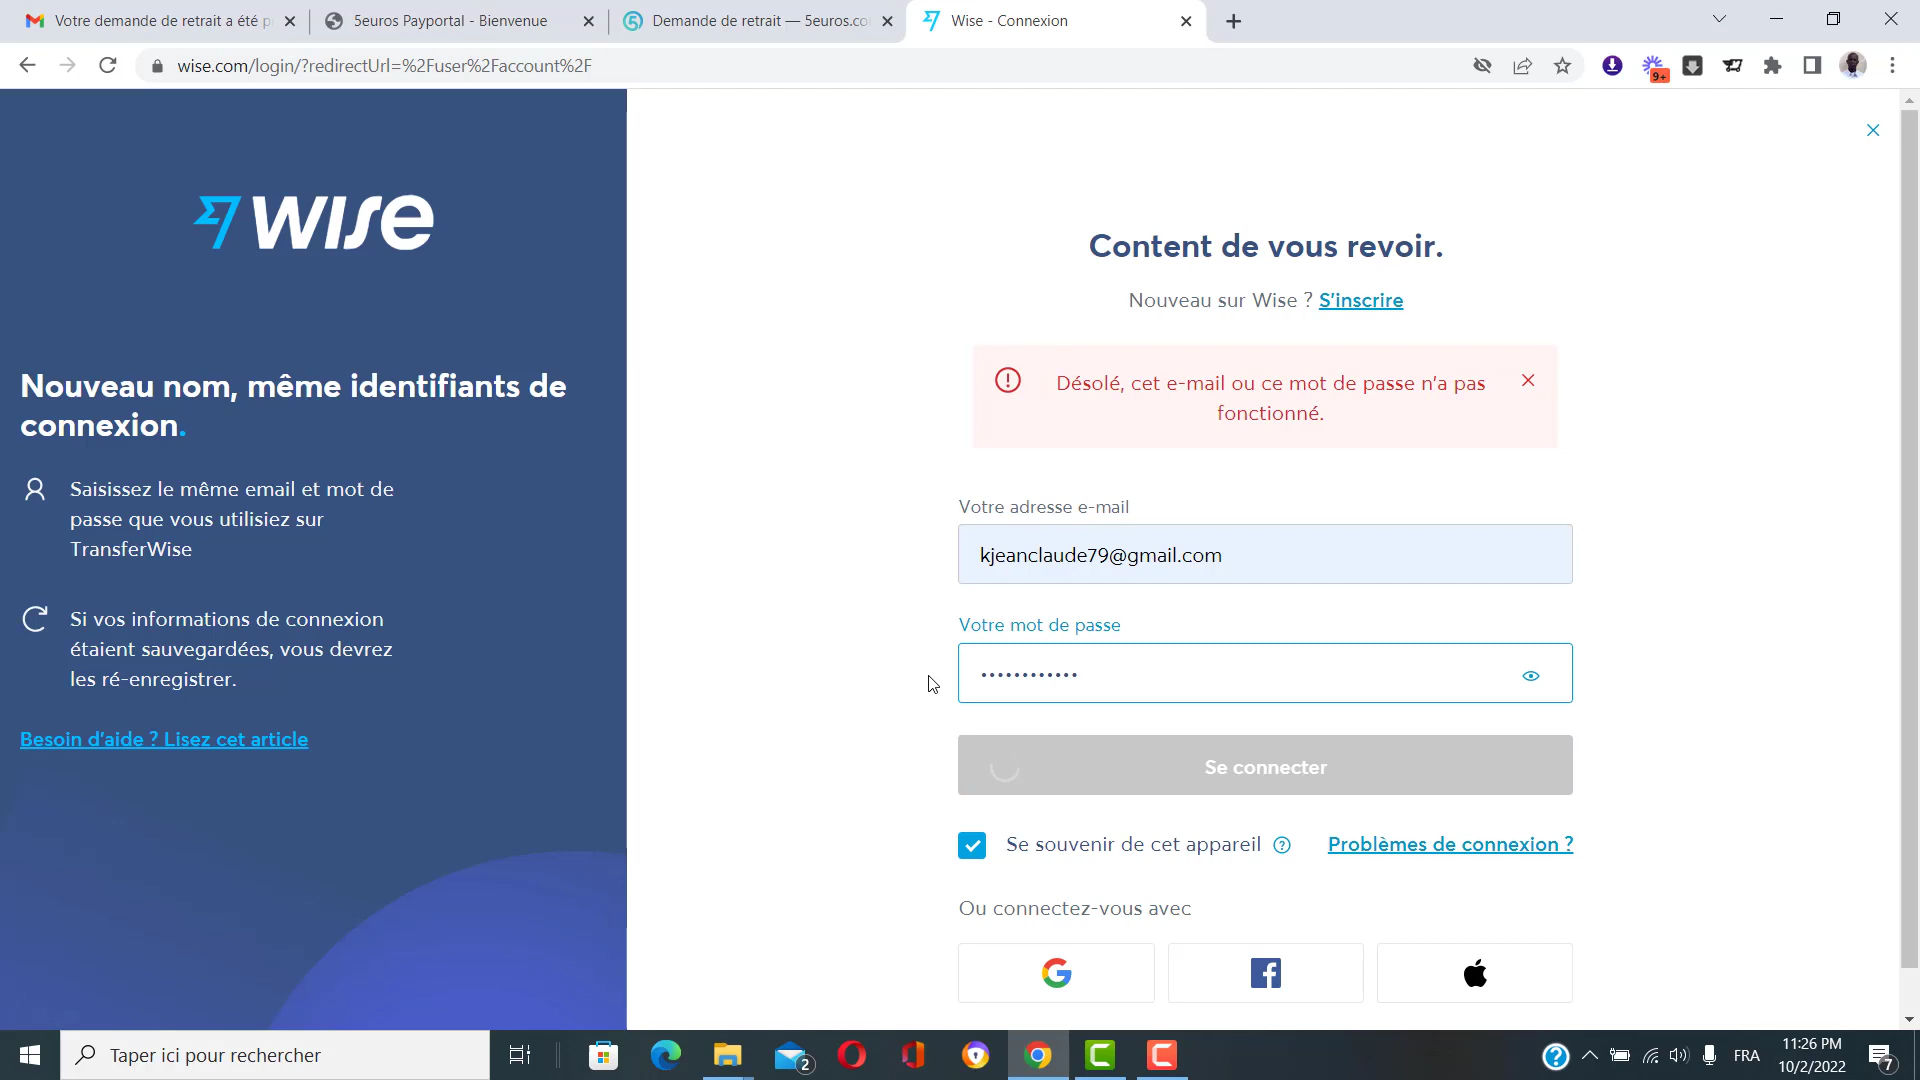 Votre demande de retrait a été p
5euros Payportal - Bienvenue
Demande de retrait — 5euros.co
Wise - Connexion
wise.com/login/?redirectUrl=%2Fuser%2Faccount%2F
9+
WISE
Nouveau nom, même identifiants de
connexion.
Saisissez le même email et mot de
passe que vous utilisiez sur
TransferWise
Si vos informations de connexion
étaient sauvegardées, vous devrez
les ré-enregistrer.
Besoin d'aide ? Lisez cet article
Content de vous revoir.
Nouveau sur Wise ? S'inscrire
Désolé, cet e-mail ou ce mot de passe n'a pas
fonctionné.
Votre adresse e-mail
kjeanclaude79@gmail.com
Votre mot de passe
••••••••••••
Se connecter
Se souvenir de cet appareil
Problèmes de connexion ?
Ou connectez-vous avec
Taper ici pour rechercher
2
FRA
11:26 PM
10/2/2022
7